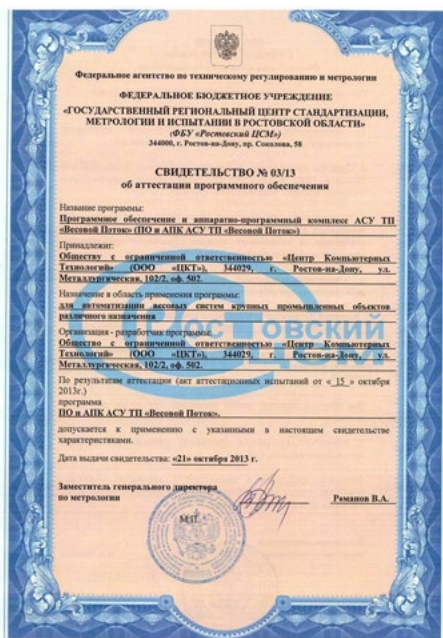 Федеральное агентство по техническому регулированию и метрологии
ФЕДЕРАЛЬНОЕ БЮДЖЕТНОЕ УЧРЕЖДЕНИЕ
«ГОСУДАРСТВЕННЫЙ РЕГИОНАЛЬНЫЙ ЦЕНТР СТАНДАРТИЗАЦИИ,
МЕТРОЛОГИИ И ИСПЫТАНИЙ В РОСТОВСКОЙ ОБЛАСТИ»
(ФБУ «Ростовский ЦСМ»)
344000, г. Ростов-на-Дону, пр. Соколова, 58
СВИДЕТЕЛЬСТВО № 03/13
об аттестации программного обеспечения
Название программы:
Программное обеспечение и аппаратно-программный комплекс АСУ ТП
«Весовой Поток» (ПО и АПК АСУ ТП «Весовой Поток»)
Принадлежит:
Обществу с ограниченной ответственностью «Центр Компьютерных
Технологий» (ООО «ЦКТ»), 344029, г. Ростов-на-Дону, ул.
Металлургическая, 102/2, оф. 502.
Назначение и область применения программы:
для автоматизации весовых систем крупных промышленных объектов
различного назначения
Организация - разработчик программы:
Общество с ограниченной ответственностью «Центр Компьютерных
Технологий» (ООО «ЦКТ»), 344029, г. Ростов-на-Дону, ул.
Металлургическая, 102/2, оф. 502.
По результатам аттестации (акт аттестационных испытаний от «15» октября
2013г.)
программа
ПО и АПК АСУ ТП «Весовой Поток».
допускается к применению с указанными в настоящем свидетельстве
характеристиками.
Дата выдачи свидетельства: «21» октября 2013 г.
Заместитель генерального директора
по метрологии
Романов В.А.
М.П.
Ростовский
ЦСМ